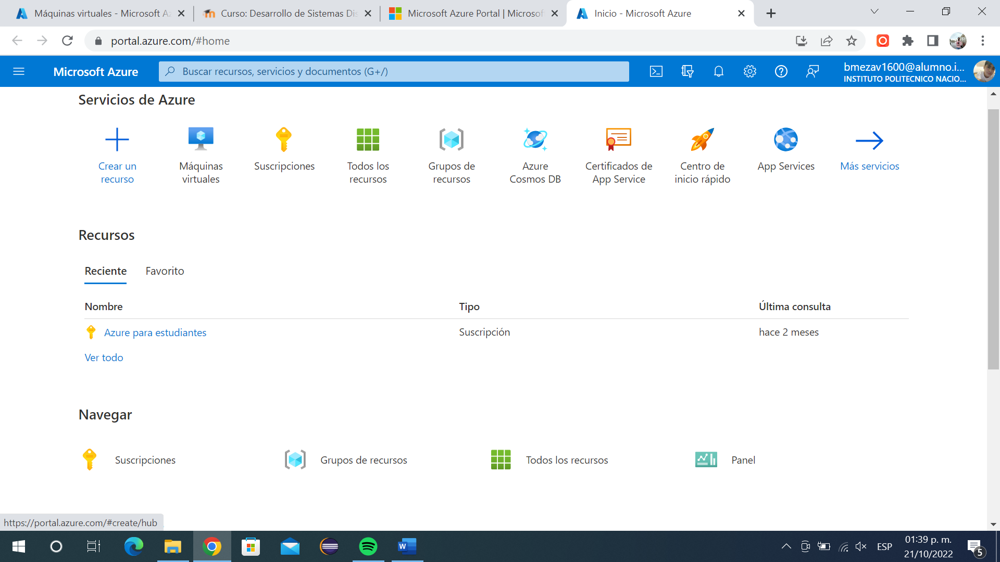 Máquinas virtuales - Microsoft Az
Curso: Desarrollo de Sistemas Dis
Microsoft Azure Portal | Microsof
Inicio - Microsoft Azure
portal.azure.com/#home
Microsoft Azure
Buscar recursos, servicios y documentos (G+/)
bmezav1600@alumno.i...
INSTITUTO POLITECNICO NACIO...
Servicios de Azure
Crear un
recurso
Máquinas
virtuales
Suscripciones
Todos los
recursos
Grupos de
recursos
Azure
Cosmos DB
Certificados de
App Service
Centro de
inicio rápido
App Services
Más servicios
Recursos
Reciente
Favorito
Nombre
Tipo
Última consulta
Azure para estudiantes
Suscripción
hace 2 meses
Ver todo
Navegar
Suscripciones
Grupos de recursos
Todos los recursos
Panel
https://portal.azure.com/#create/hub
W
ESP
01:39 p. m.
21/10/2022
5